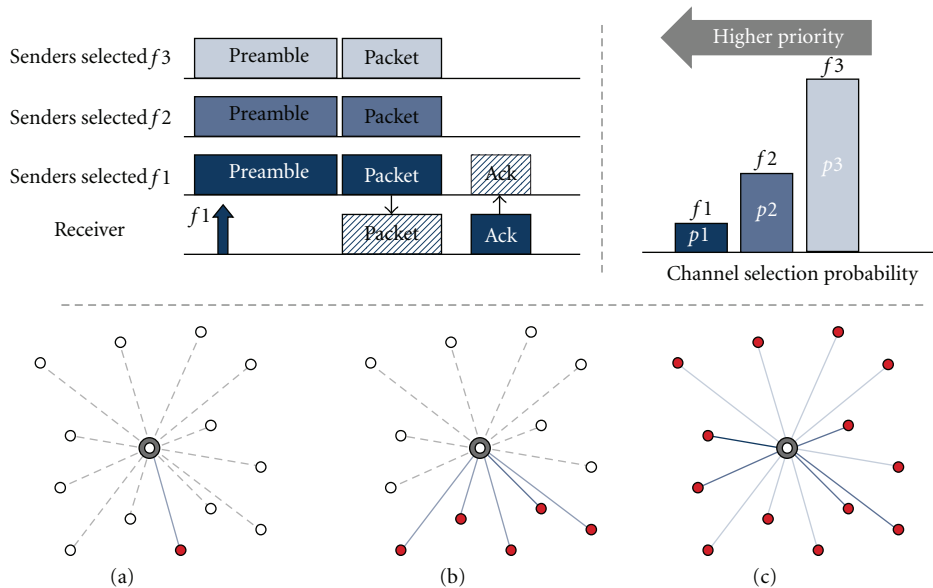 Senders selected f3
Preamble
Packet
Senders selected f2
Preamble
Packet
Senders selected f1
Preamble
Packet
Ack
Receiver
f1
Packet
Ack
Higher priority
f3
f2
f1
p3
p2
p1
Channel selection probability
(a)
(b)
(c)